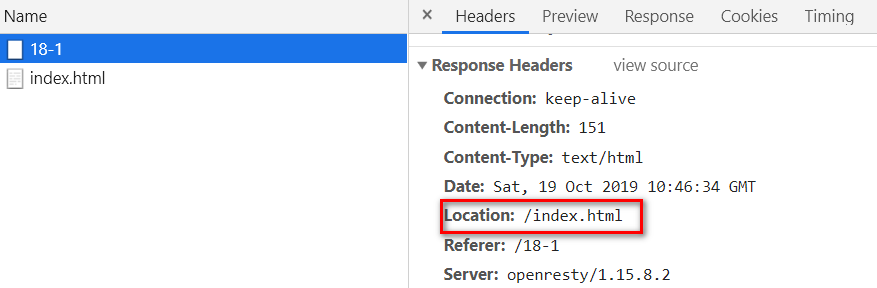 Name
18-1
index.html
× Headers Preview Response Cookies Timing
▼ Response Headers view source
Connection: keep-alive
Content-Length: 151
Content-Type: text/html
Date: Sat, 19 Oct 2019 10:46:34 GMT
Location: /index.html
Referer: /18-1
Server: openresty/1.15.8.2